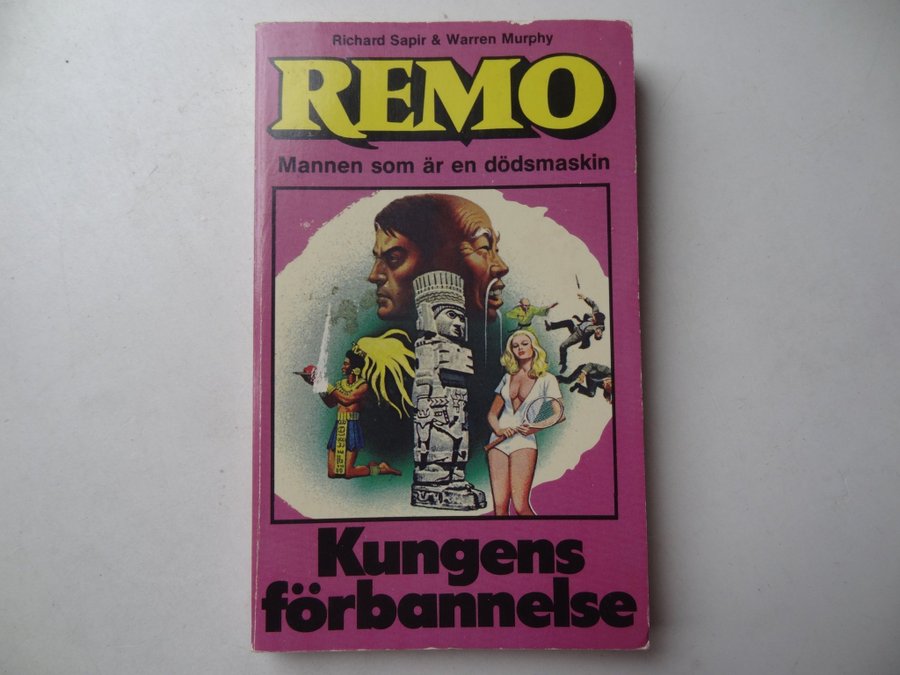 Richard Sapir & Warren Murphy
REMO
Mannen som är en dödsmaskin
Kungens
förbannelse